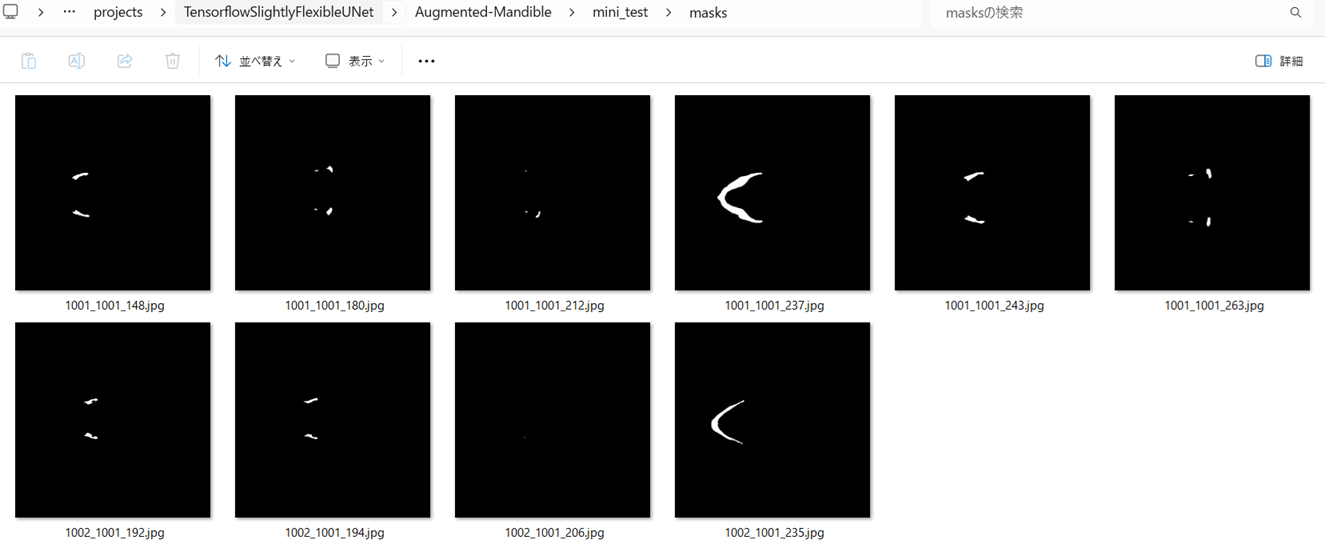 ··· projects TensorflowSlightlyFlexibleUNet Augmented-Mandible mini_test masks masksの検索
並べ替え 表示 ··· 詳細
1001_1001_148.jpg 1001_1001_180.jpg 1001_1001_212.jpg 1001_1001_237.jpg 1001_1001_243.jpg 1001_1001_263.jpg
1002_1001_192.jpg 1002_1001_194.jpg 1002_1001_206.jpg 1002_1001_235.jpg